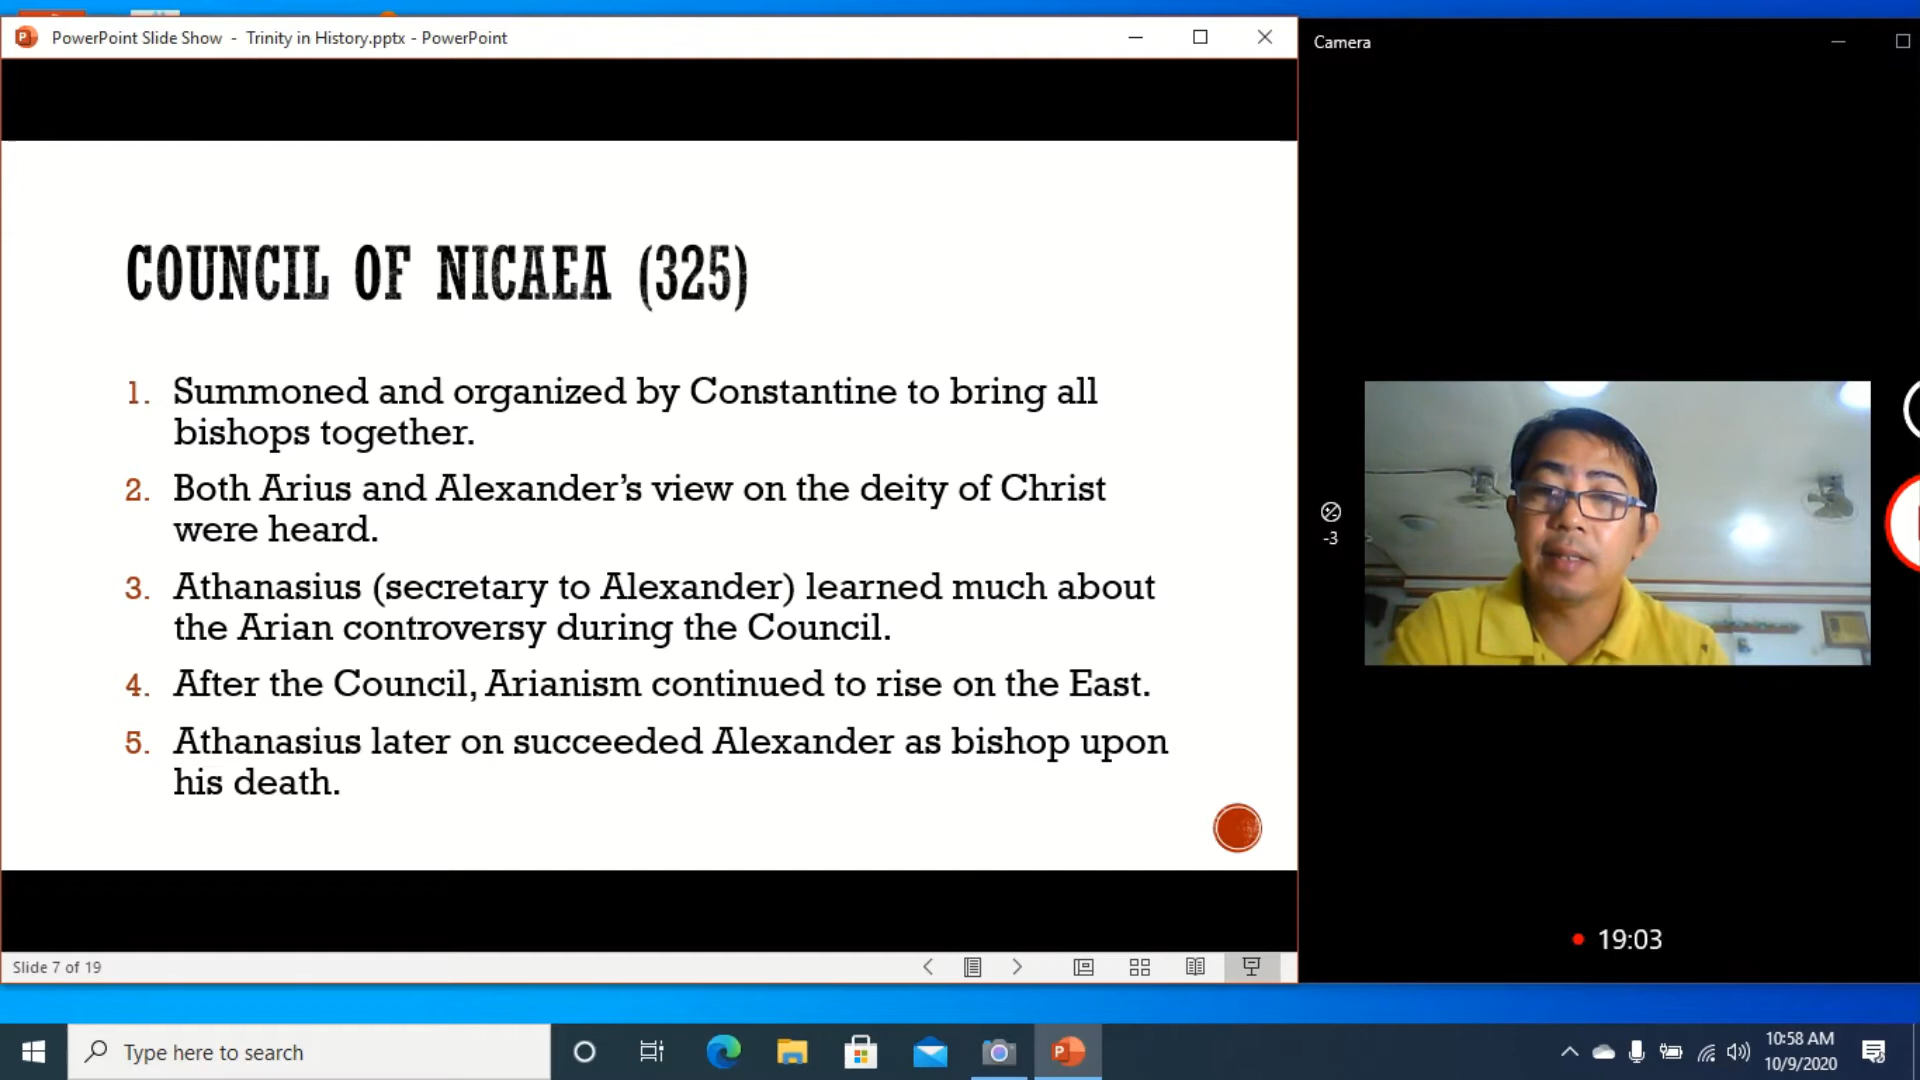 PowerPoint Slide Show - Trinity in History.pptx - PowerPoint
Camera
COUNCIL OF NICAEA (325)
1. Summoned and organized by Constantine to bring all
bishops together.
2. Both Arius and Alexander’s view on the deity of Christ
were heard.
3. Athanasius (secretary to Alexander) learned much about
the Arian controversy during the Council.
4. After the Council, Arianism continued to rise on the East.
5. Athanasius later on succeeded Alexander as bishop upon
his death.
-3
19:03
Slide 7 of 19
Type here to search
10:58 AM
10/9/2020